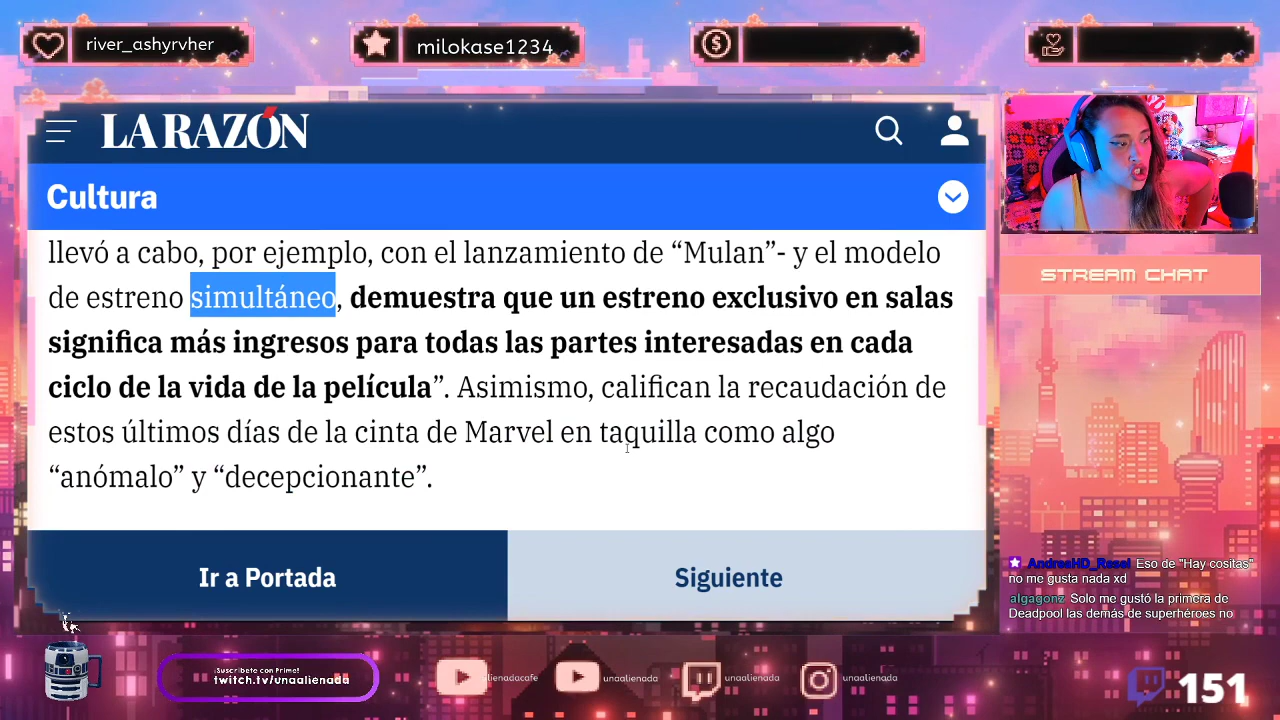 river_ashyrvher
milokase1234
LA RAZÓN
Cultura
llevó a cabo, por ejemplo, con el lanzamiento de “Mulan”- y el modelo
de estreno simultáneo, demuestra que un estreno exclusivo en salas
significa más ingresos para todas las partes interesadas en cada
ciclo de la vida de la película”. Asimismo, califican la recaudación de
estos últimos días de la cinta de Marvel en taquilla como algo
“anómalo” y “decepcionante”.
Ir a Portada
Siguiente
STREAM CHAT
AndreaHD_Resel Eso de "Hay cositas"
no me gusta nada xd
algagonz Solo me gustó la primera de
Deadpool las demás de superhéroes no
Suscríbete con Prime!
twitch.tv/unaalienada
alienadacafe
unaalienada
unaalienada
unaalienada
151